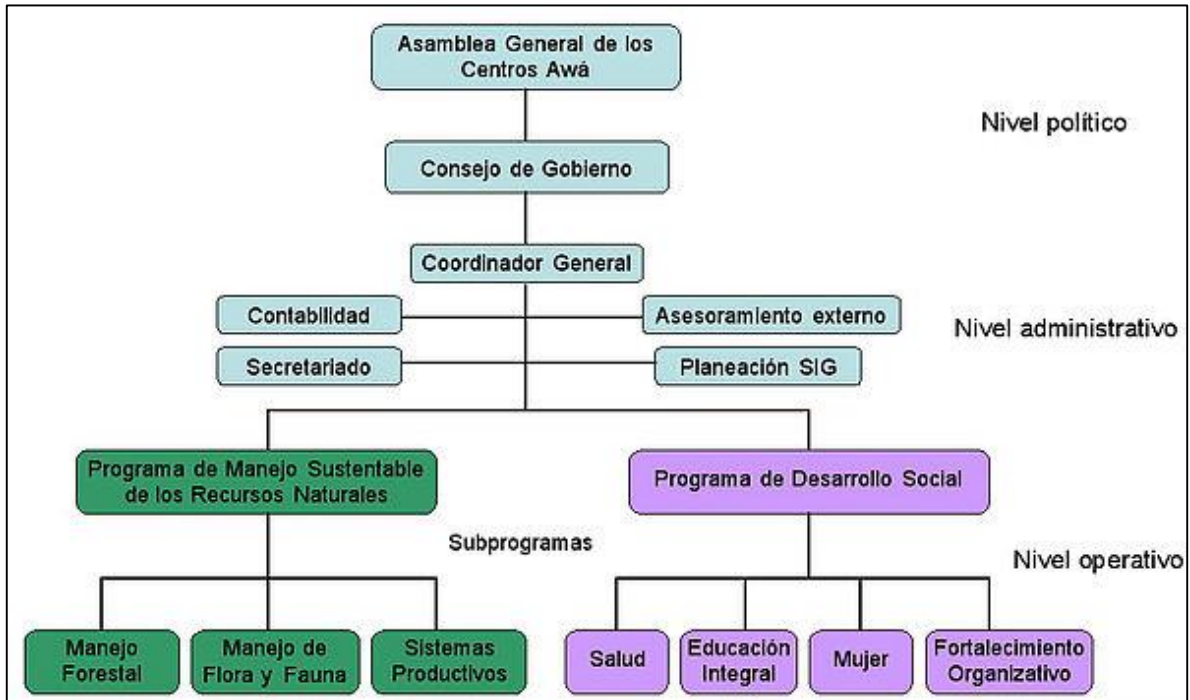 Asamblea General de los
Centros Awá
Nivel político
Consejo de Gobierno
Coordinador General
Contabilidad
Asesoramiento externo
Nivel administrativo
Secretariado
Planeación SIG
Programa de Manejo Sustentable
de los Recursos Naturales
Programa de Desarrollo Social
Subprogramas
Nivel operativo
Manejo
Forestal
Manejo de
Flora y Fauna
Sistemas
Productivos
Salud
Educación
Integral
Mujer
Fortalecimiento
Organizativo